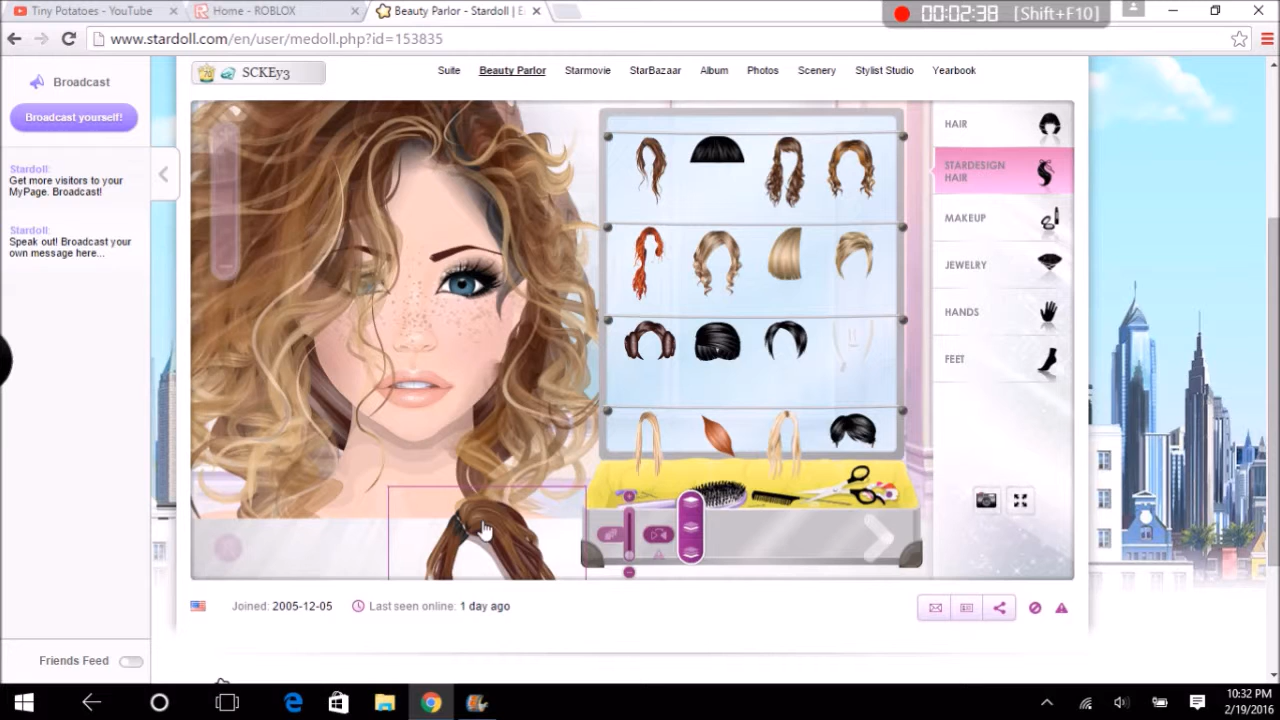 Tiny Potatoes - YouTube
Home - ROBLOX
Beauty Parlor - Stardoll | E
00:02:38 [Shift+F10]
www.stardoll.com/en/user/medoll.php?id=153835
Broadcast
Broadcast yourself!
Stardoll:
Get more visitors to your
MyPage. Broadcast!
Stardoll:
Speak out! Broadcast your
own message here...
Friends Feed
SCKEy3
Suite
Beauty Parlor
Starmovie
StarBazaar
Album
Photos
Scenery
Stylist Studio
Yearbook
HAIR
STARDESIGN
HAIR
MAKEUP
JEWELRY
HANDS
FEET
Joined: 2005-12-05
Last seen online: 1 day ago
10:32 PM
2/19/2016